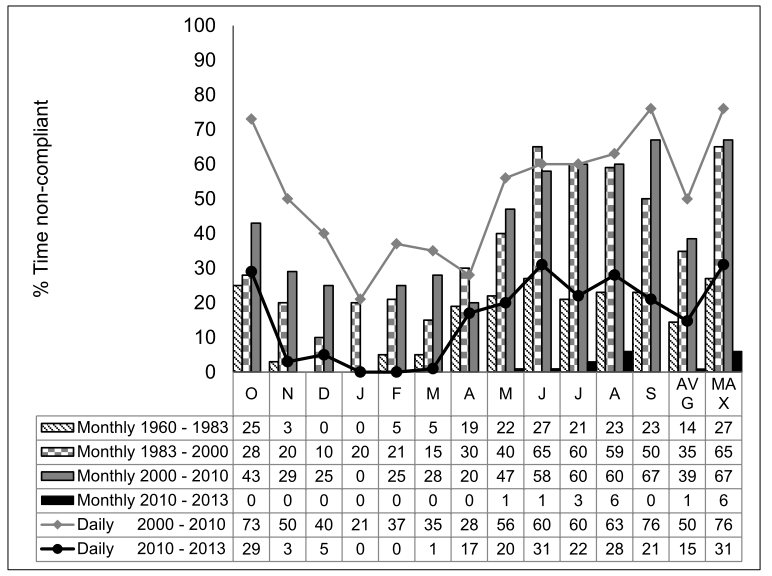 100
90
80
70
60
50
40
30
20
10
0
% Time non-compliant
O N D J F M A M J J A S AV G MA X
Monthly 1960 - 1983 25 3 0 0 5 5 19 22 27 21 23 23 14 27
Monthly 1983 - 2000 28 20 10 20 21 15 30 40 65 60 59 50 35 65
Monthly 2000 - 2010 43 29 25 0 25 28 20 47 58 60 60 67 39 67
Monthly 2010 - 2013 0 0 0 0 0 0 0 1 1 3 6 0 1 6
Daily 2000 - 2010 73 50 40 21 37 35 28 56 60 60 63 76 50 76
Daily 2010 - 2013 29 3 5 0 0 1 17 20 31 22 28 21 15 31